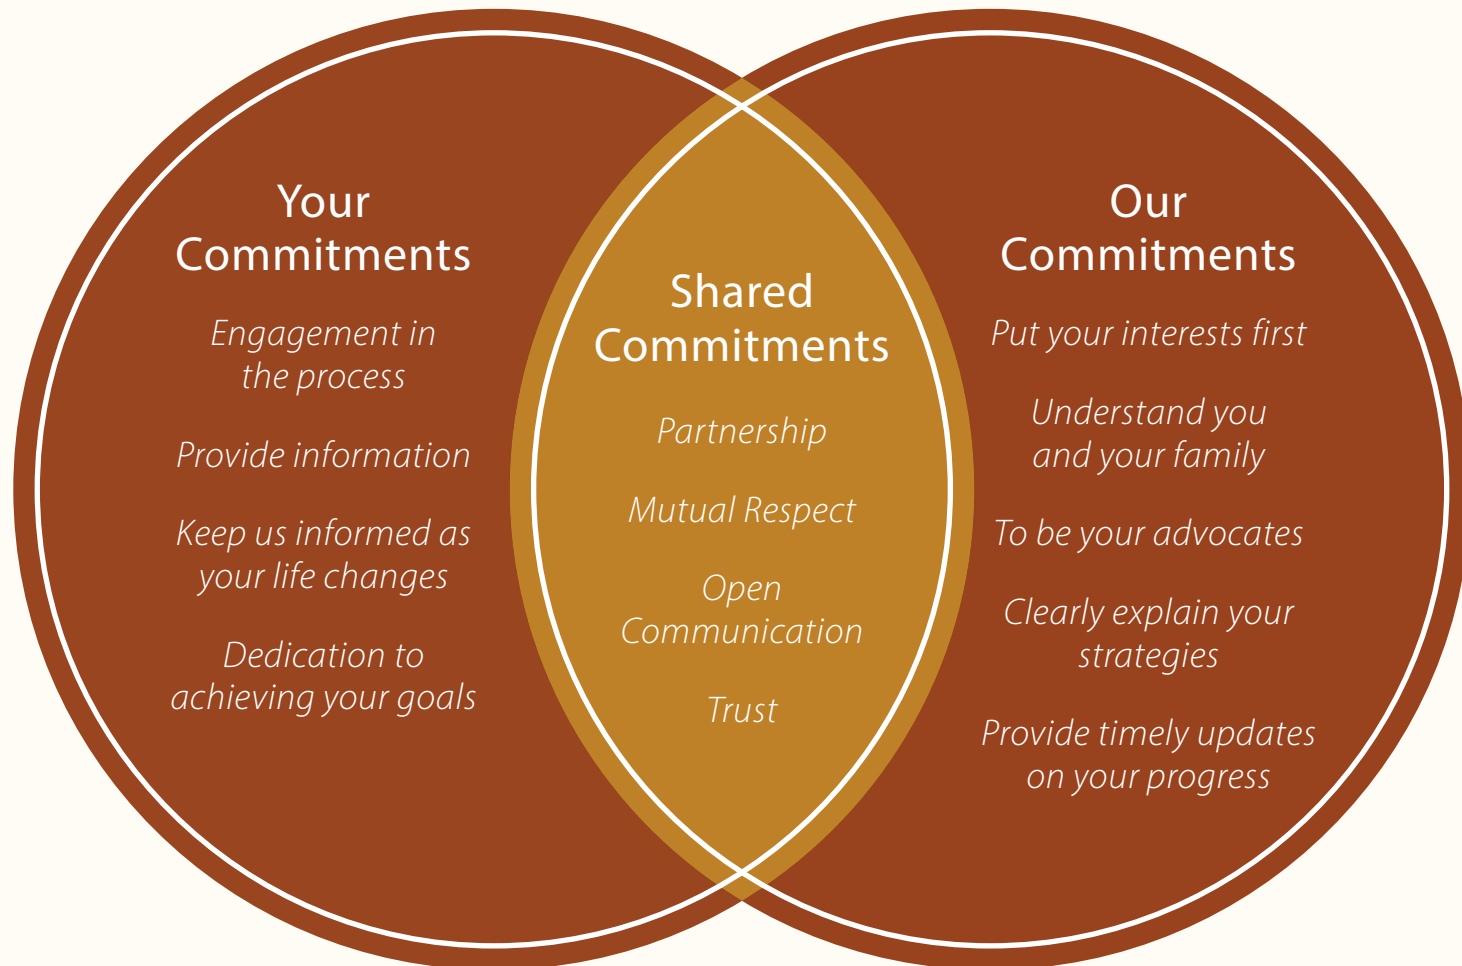 Your
Commitments
Engagement in
the process
Provide information
Keep us informed as
your life changes
Dedication to
achieving your goals
Shared
Commitments
Partnership
Mutual Respect
Open
Communication
Trust
Our
Commitments
Put your interests first
Understand you
and your family
To be your advocates
Clearly explain your
strategies
Provide timely updates
on your progress